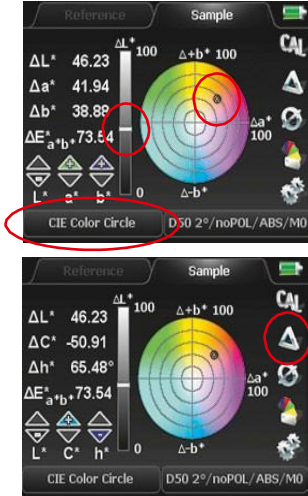 Reference Sample
ΔL* 46.23
Δa* 41.94
Δb* 38.88
ΔE*a*b* 73.54
L* a* b*
ΔL* 100
0
Δ+b* 100
Δa* 100
Δ-b*
CAL
CIE Color Circle D50 2°/noPOL/ABS/M0
Reference Sample
ΔL* 46.23
ΔC* -50.91
Δh* 65.48°
ΔE*a*b* 73.54
L* C* h*
ΔL* 100
0
Δ+b* 100
Δa* 100
Δ-b*
CAL
CIE Color Circle D50 2°/noPOL/ABS/M0